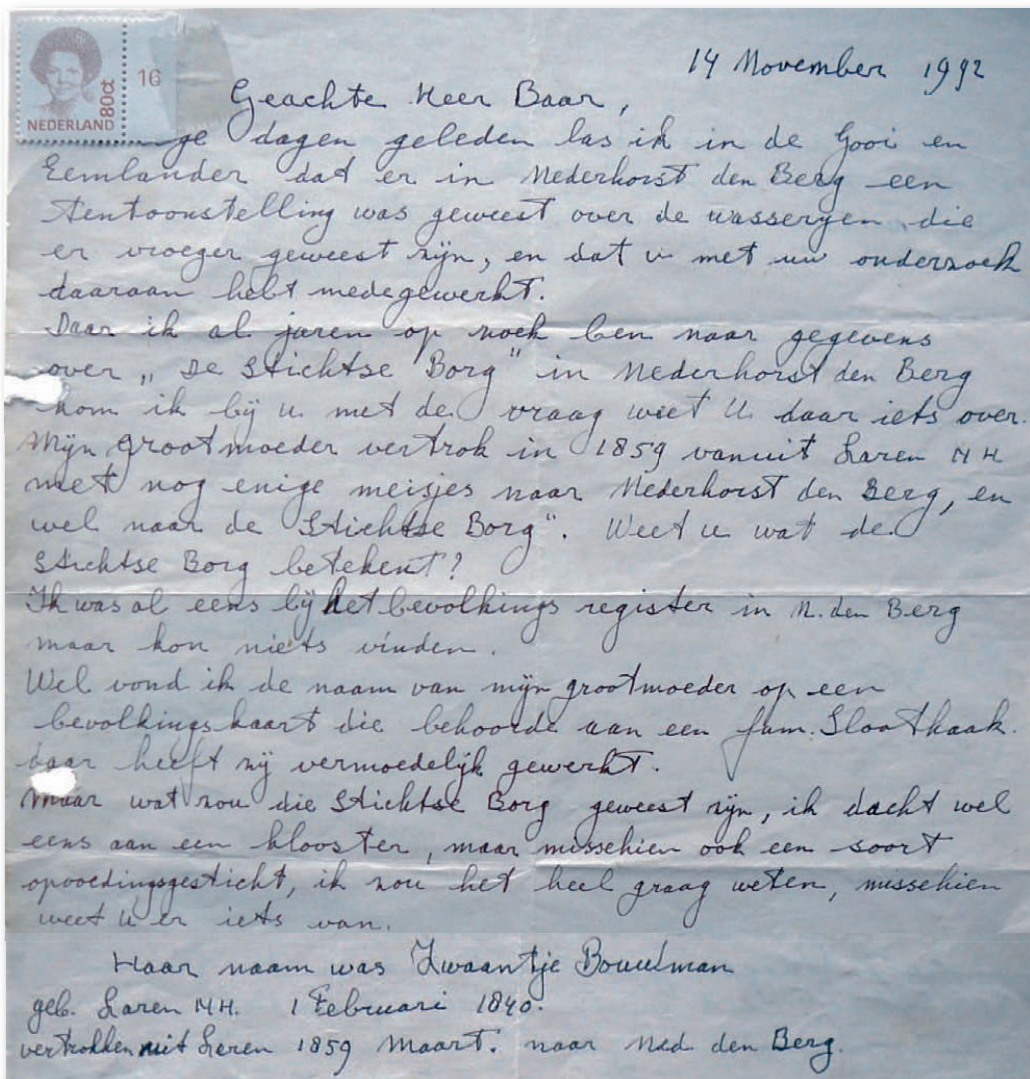 14 November 1992
NEDERLAND 80ct
16
Geachte Heer Baar,
ge dagen geleden las ik in de Gooi en
Eemlander dat er in Nederhorst den Berg een
tentoonstelling was geweest over de wasseryen die
er vroeger geweest zijn, en dat u met uw onderzoek
daaraan hebt medegewerkt.
Daar ik al jaren op zoek ben naar gegevens
over „De Stichtse Borg" in Nederhorst den Berg
kom ik bij u met de vraag weet U daar iets over.
Mijn grootmoeder vertrok in 1859 vanuit Laren NH
met nog enige meisjes naar Nederhorst den Berg, en
wel naar de "Stichtse Borg". Weet u wat de
Stichtse Borg betekent?
Ik was al eens bij het bevolkings register in N. den Berg
maar kon niets vinden.
Wel vond ik de naam van mijn grootmoeder op een
bevolkingskaart die behoorde aan een fam. Sloothaak.
daar heeft zij vermoedelijk gewerkt.
Maar wat zou die Stichtse Borg geweest zijn, ik dacht wel
eens aan een klooster, maar misschien ook een soort
opvoedingsgesticht, ik zou het heel graag weten, misschien
weet U er iets van.
Haar naam was Zwaantje Bouwman
geb. Laren NH. 1 Februari 1840.
vertrokken uit Laren 1859 Maart. naar Ned. den Berg.